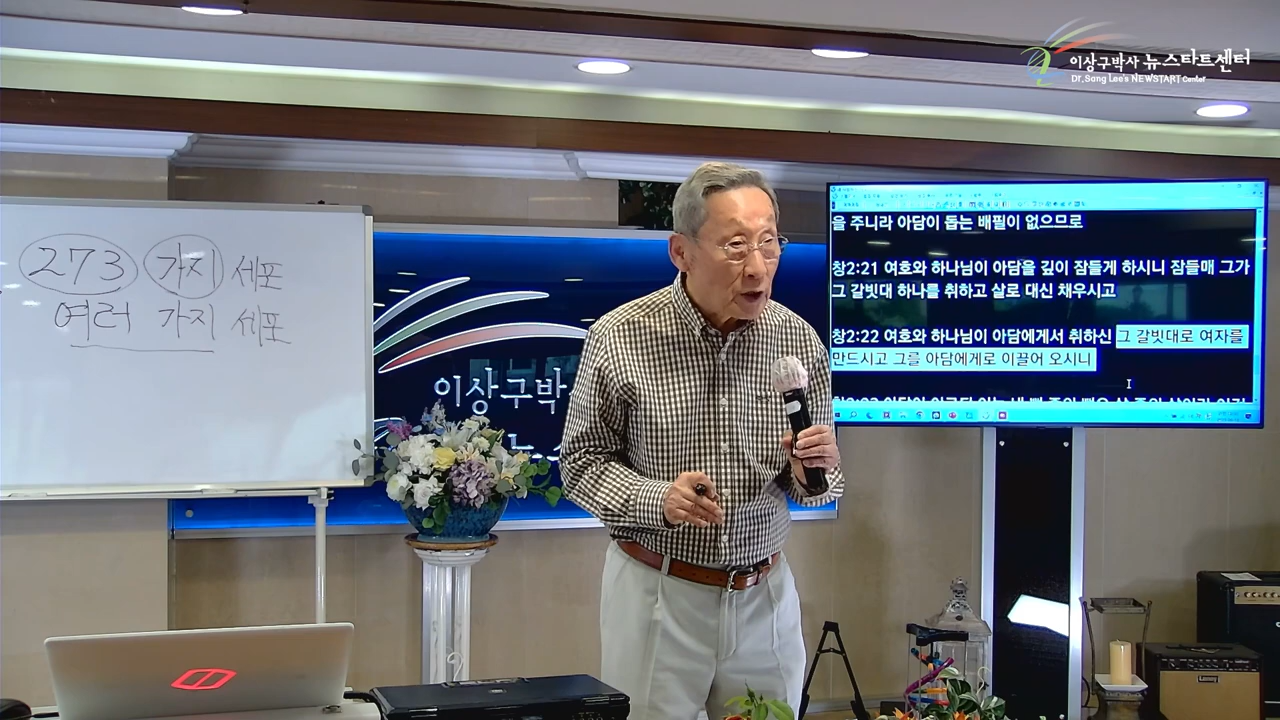 이상구박사 뉴스타트센터
Dr.Sang Lee's NEWSTART Center
273 가지 세포
여러 가지 세포
이상구박
을 주니라 아담이 돕는 배필이 없으므로
창2:21 여호와 하나님이 아담을 깊이 잠들게 하시니 잠들매 그가
그 갈빗대 하나를 취하고 살로 대신 채우시고
창2:22 여호와 하나님이 아담에게서 취하신 그 갈빗대로 여자를
만드시고 그를 아담에게로 이끌어 오시니
Laney